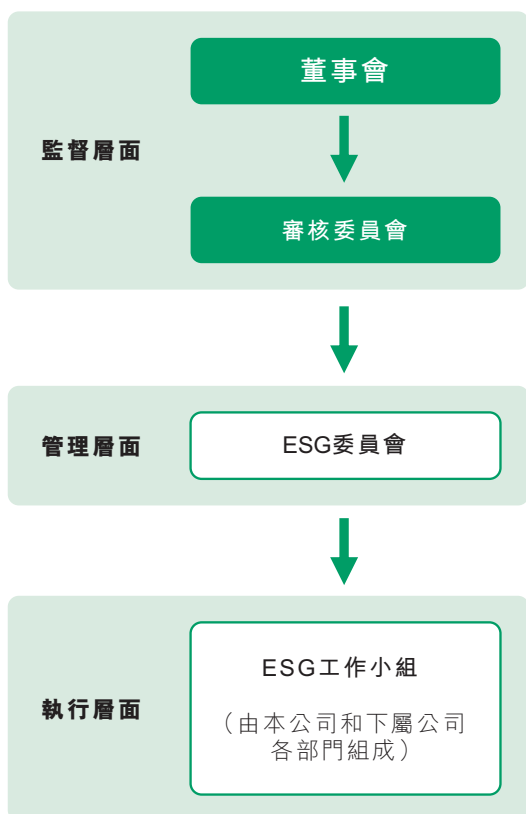 監督層面
董事會
審核委員會
管理層面
ESG委員會
執行層面
ESG工作小組
（由本公司和下屬公司
各部門組成）